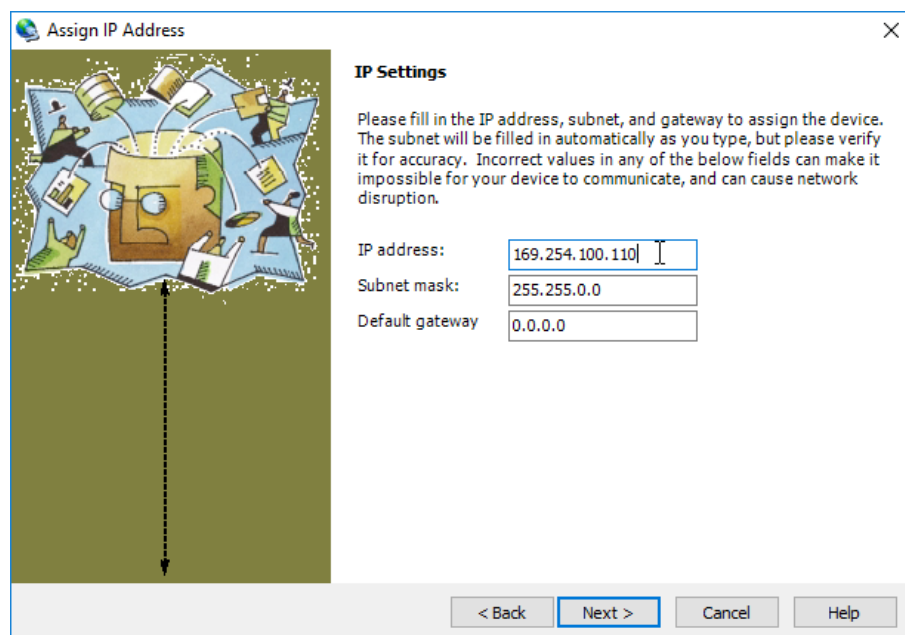 Assign IP Address
IP Settings
Please fill in the IP address, subnet, and gateway to assign the device.
The subnet will be filled in automatically as you type, but please verify
it for accuracy.  Incorrect values in any of the below fields can make it
impossible for your device to communicate, and can cause network
disruption.
IP address: 169.254.100.110
Subnet mask: 255.255.0.0
Default gateway 0.0.0.0
< Back Next > Cancel Help